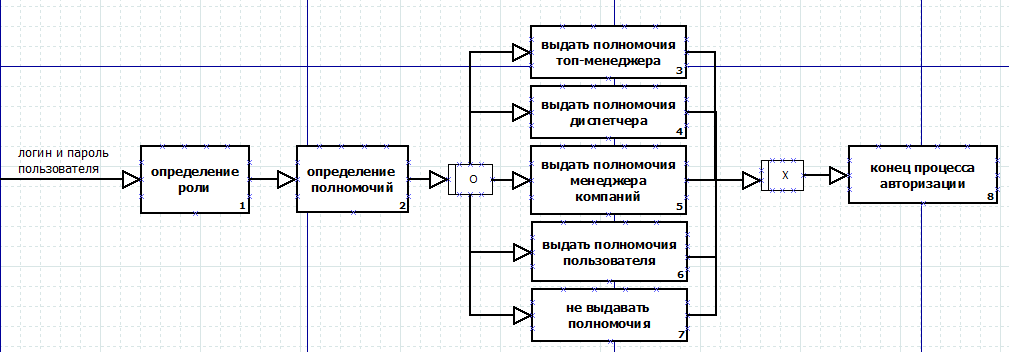 логин и пароль
пользователя
определение
роли
1
определение
полномочий
2
O
выдать полномочия
топ-менеджера
3
выдать полномочия
диспетчера
4
выдать полномочия
менеджера
компаний
5
выдать полномочия
пользователя
6
не выдавать
полномочия
7
X
конец процесса
авторизации
8